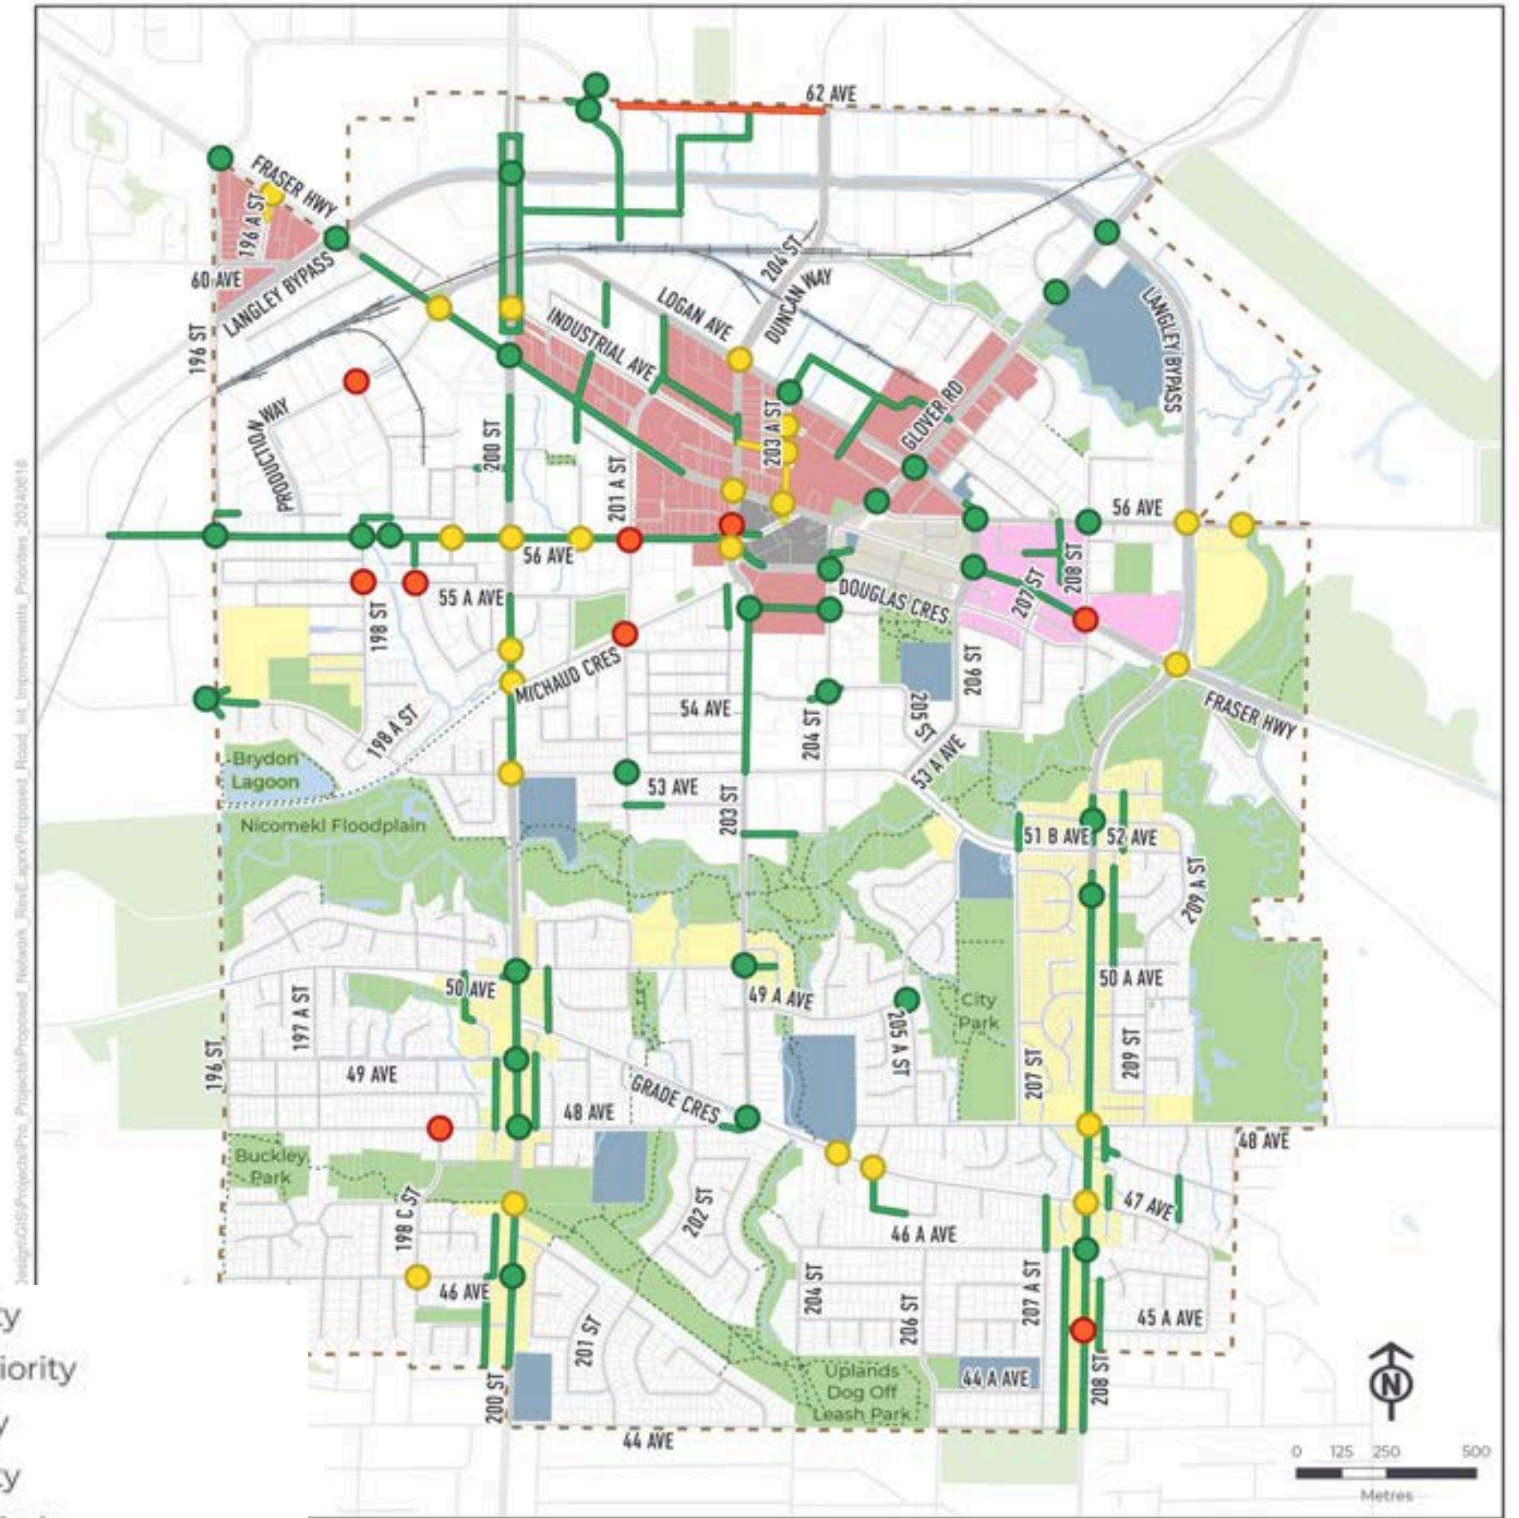 62 AVE
FRASER HWY
196 A ST
60 AVE
LANGLEY BYPASS
196 ST
204 ST
DUNCAN WAY
LOGAN AVE
INDUSTRIAL AVE
LANGLEY BYPASS
PRODUCTION WAY
200 ST
201 A ST
203 A ST
GLOVER RD
56 AVE
56 AVE
208 ST
207 ST
55 A AVE
198 ST
DOUGLAS CRES
MICHAUD CRES
206 ST
54 AVE
204 ST
205 ST
FRASER HWY
198 A ST
53 A AVE
Brydon
Lagoon
53 AVE
203 ST
Nicomekl Floodplain
51 B AVE
52 AVE
209 A ST
50 AVE
49 A AVE
50 A AVE
197 A ST
City
Park
205 A ST
196 ST
49 AVE
207 ST
209 ST
GRADE CRES
48 AVE
48 AVE
Buckley
Park
198 C ST
202 ST
47 AVE
46 A AVE
46 AVE
204 ST
206 ST
207 A ST
45 A AVE
201 ST
200 ST
Uplands
Dog Off
Leash Park
44 A AVE
208 ST
44 AVE
N
0 125 250 500
Metres
ty
iority
y
ty